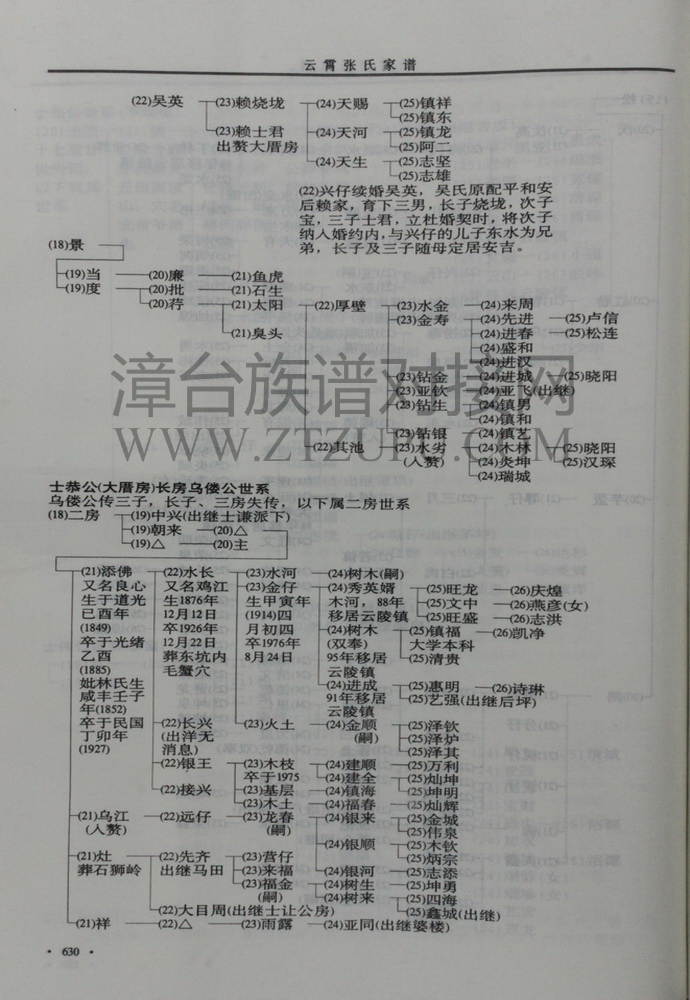 云霄张氏家谱
(22)吴英 (23)赖烧垅 (24)天赐 (25)镇祥
(25)镇东
(23)赖士君 (24)天河 (25)镇龙
出赘大厝房 (25)阿二
(24)天生 (25)志坚
(25)志雄
(22)兴仔续婚吴英，吴氏原配平和安
后赖家，育下三男，长子烧垅，次子
宝，三子士君，立杜婚契时，将次子
纳入婚约内，与兴仔的儿子东水为兄
弟，长子及三子随母定居安吉。
(18)景
(19)当 (20)廉 (21)鱼虎
(19)度 (20)批 (21)石生
(20)荇 (21)太阳 (22)厚壁 (23)水金 (24)来周
(23)金寿 (24)先进 (25)卢信
(21)臭头 (24)进春 (25)松连
(24)盛和
(24)进汉
(23)钻金 (24)进城 (25)晓阳
(23)亚钦 (24)亚飞(出继)
(23)钻生 (24)镇男
(24)镇和
(23)钻银 (24)镇艺
(22)其池 (23)水劣 (24)木林 (25)晓阳
(入赘) (24)炎坤 (25)汉琛
(24)瑞城
士恭公(大厝房)长房乌偻公世系
乌偻公传三子，长子、三房失传，以下属二房世系
(18)二房 (19)中兴(出继士谦派下)
(19)朝来 (20)△
(19)△ (20)主
(21)添佛 (22)水长 (23)水河 (24)树木(嗣)
又名良心 又名鸡江 (23)金仔 (24)秀英婿 (25)旺龙 (26)庆煌
生于道光 生1876年 生甲寅年 木河，88年 (25)文中 (26)燕彦(女)
己酉年 12月12日 (1914)四 移居云陵镇 (25)旺盛 (26)志洪
(1849) 卒1926年 月初四 (24)树木 (25)镇福 (26)凯净
卒于光绪 12月22日 卒1976年 (双奉) 大学本科
乙酉 葬东坑内 8月24日 95年移居 (25)清贵
(1885) 毛蟹穴 云陵镇
妣林氏生 (24)进成 (25)惠明 (26)诗琳
咸丰壬子 91年移居 (25)艺强(出继后坪)
年(1852) 云陵镇
卒于民国 (22)长兴 (23)火土 (24)金顺 (25)泽钦
丁卯年 (出洋无 (嗣) (25)泽炉
(1927) 消息) (25)泽其
(22)银王 (23)木枝 (24)建顺 (25)万利
卒于1975 (24)建全 (25)灿坤
(22)接兴 (23)基层 (24)镇海 (25)坤明
(23)木土 (24)福春 (25)灿辉
(21)乌江 (22)远仔 (23)龙春 (24)银来 (25)金城
(入赘) (嗣) (25)伟泉
(24)银顺 (25)木钦
(21)灶 (22)先齐 (23)营仔 (25)炳宗
葬石狮岭 出继马田 (23)来福 (24)银河 (25)志添
(23)福金 (24)树生 (25)坤勇
(嗣) (24)树来 (25)四海
(22)大目周(出继士让公房) (25)鑫城(出继)
(21)祥 (22)△ (23)雨露 (24)亚同(出继婆楼)
· 630 ·
漳台族谱对接网
WWW.ZTZUPU.COM